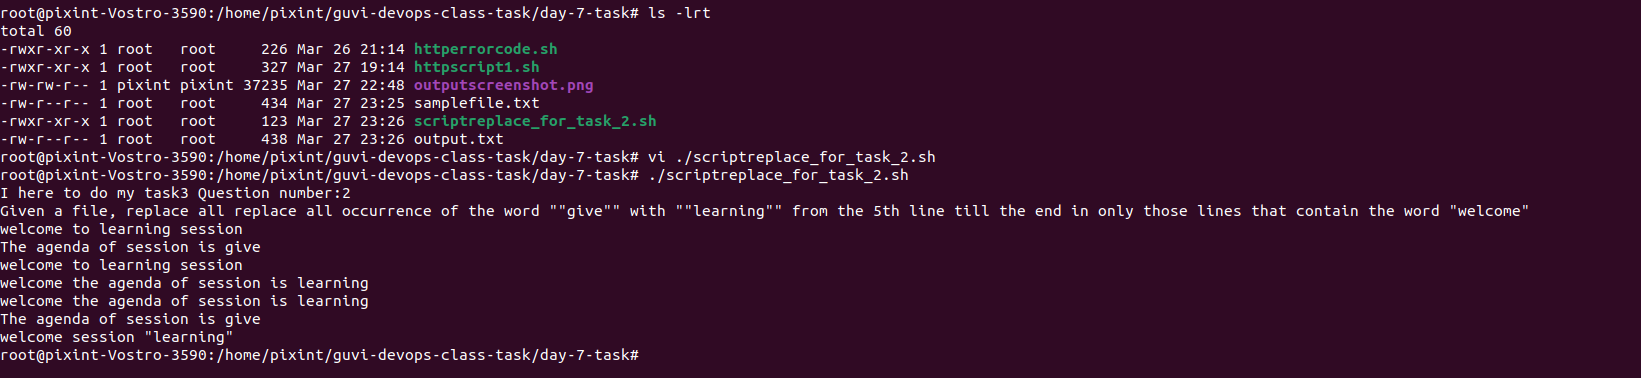 root@pixint-Vostro-3590:/home/pixint/guvi-devops-class-task/day-7-task# ls -lrt
total 60
-rwxr-xr-x 1 root   root     226 Mar 26 21:14 httperrorcode.sh
-rwxr-xr-x 1 root   root     327 Mar 27 19:14 httpscript1.sh
-rw-rw-r-- 1 pixint pixint 37235 Mar 27 22:48 outputscreenshot.png
-rw-r--r-- 1 root   root     434 Mar 27 23:25 samplefile.txt
-rwxr-xr-x 1 root   root     123 Mar 27 23:26 scriptreplace_for_task_2.sh
-rw-r--r-- 1 root   root     438 Mar 27 23:26 output.txt
root@pixint-Vostro-3590:/home/pixint/guvi-devops-class-task/day-7-task# vi ./scriptreplace_for_task_2.sh
root@pixint-Vostro-3590:/home/pixint/guvi-devops-class-task/day-7-task# ./scriptreplace_for_task_2.sh
I here to do my task3 Question number:2
Given a file, replace all replace all occurrence of the word ""give"" with ""learning"" from the 5th line till the end in only those lines that contain the word "welcome"
welcome to learning session
The agenda of session is give
welcome to learning session
welcome the agenda of session is learning
welcome the agenda of session is learning
The agenda of session is give
welcome session "learning"
root@pixint-Vostro-3590:/home/pixint/guvi-devops-class-task/day-7-task#